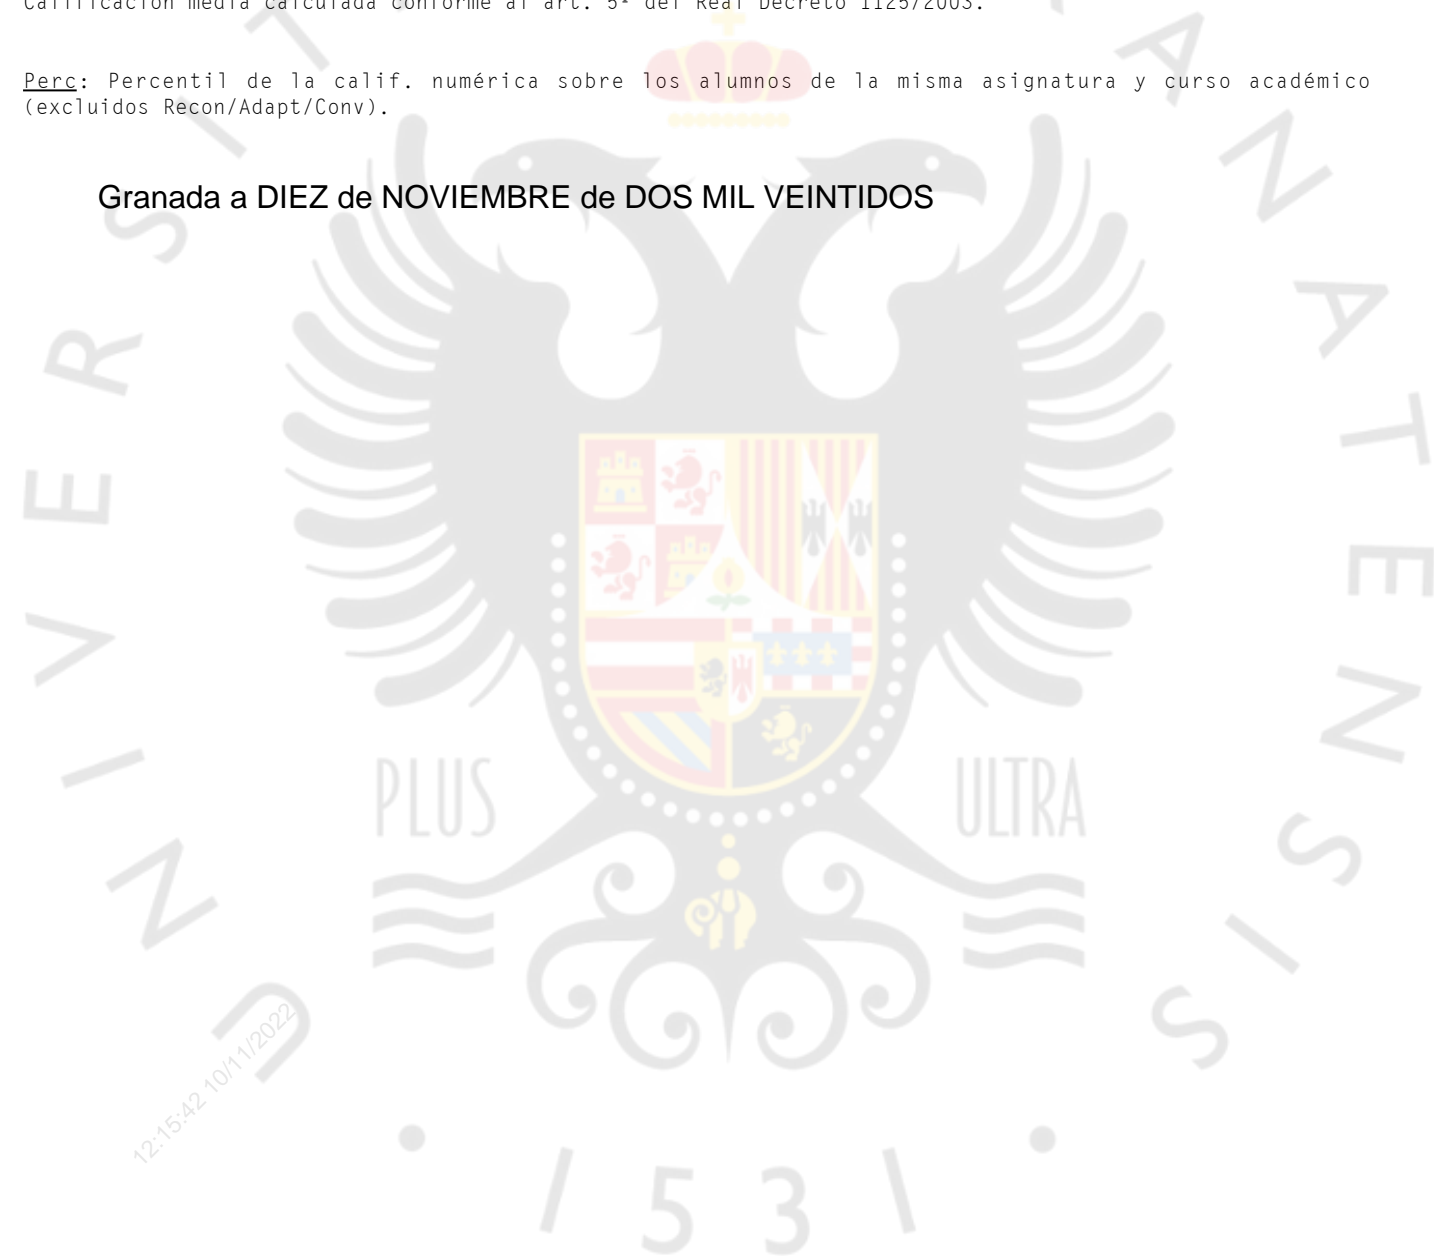 Calificación media calculada conforme al art. 5º del Real Decreto 1125/2003.
Perc: Percentil de la calif. numérica sobre los alumnos de la misma asignatura y curso académico
(excluidos Recon/Adapt/Conv).
Granada a DIEZ de NOVIEMBRE de DOS MIL VEINTIDOS
UNIVERSIT
ANATENSIS
PLUS ULTRA
12:15:42 10/11/2022
• 1531 •